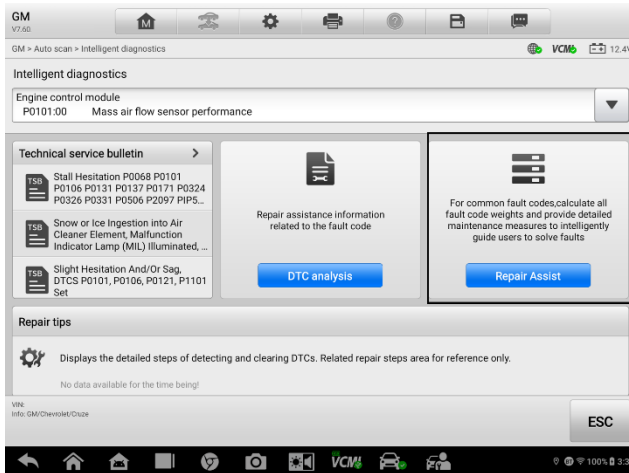 GM
V7.60
GM > Auto scan > Intelligent diagnostics
VCMI
12.4V
Intelligent diagnostics
Engine control module
P0101:00 Mass air flow sensor performance
Technical service bulletin >
TSB
Stall Hesitation P0068 P0101
P0106 P0131 P0137 P0171 P0324
P0326 P0331 P0506 P2097 PIP5...
TSB
Snow or Ice Ingestion into Air
Cleaner Element, Malfunction
Indicator Lamp (MIL) Illuminated, ...
TSB
Slight Hesitation And/Or Sag,
DTCS P0101, P0106, P0121, P1101
Set
Repair assistance information
related to the fault code
DTC analysis
For common fault codes,calculate all
fault code weights and provide detailed
maintenance measures to intelligently
guide users to solve faults
Repair Assist
Repair tips
Displays the detailed steps of detecting and clearing DTCs. Related repair steps area for reference only.
No data available for the time being!
VIN:
Info: GM/Chevrolet/Cruze
ESC
VCMI
100%